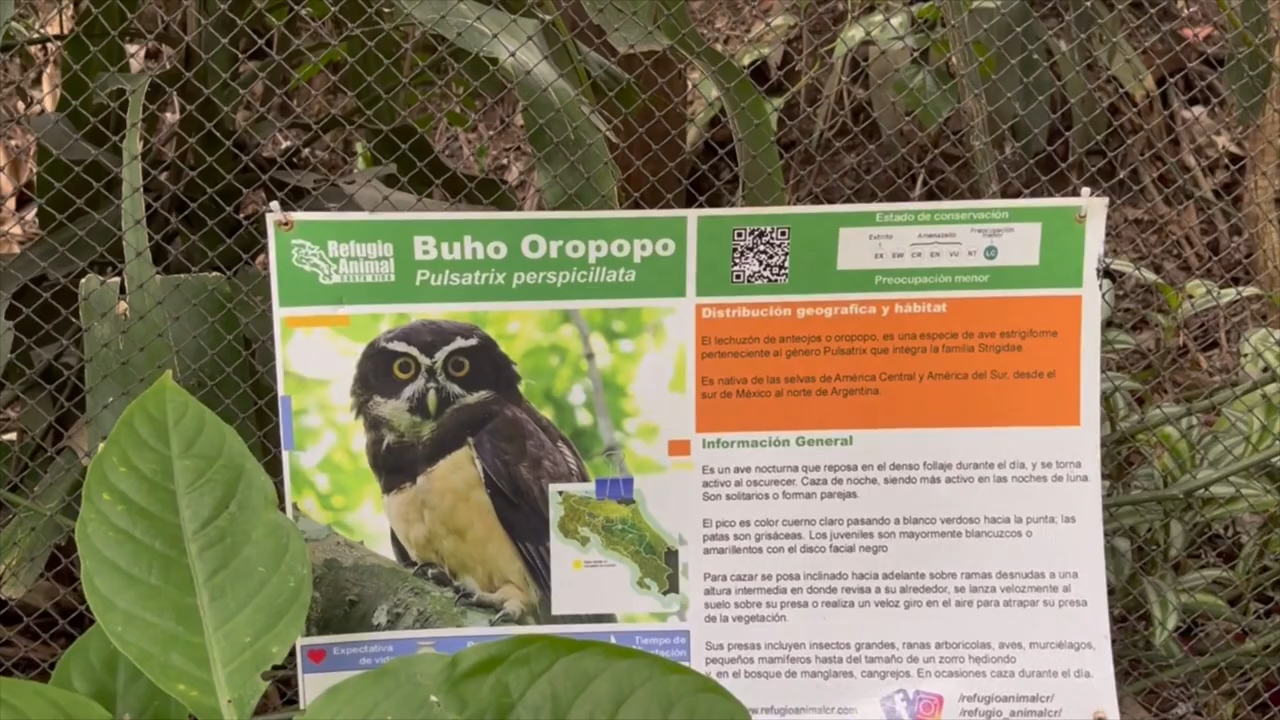 Refugio
Animal
COSTA RICA
Buho Oropopo
Pulsatrix perspicillata
Estado de conservación
Extinto
Amenazado
Preocupación
menor
EX EW CR EN VU NT LC
Preocupación menor
Distribución geografica y hábitat
El lechuzón de anteojos o oropopo, es una especie de ave estrigiforme
perteneciente al género Pulsatrix que integra la familia Strigidae.
Es nativa de las selvas de América Central y América del Sur, desde el
sur de México al norte de Argentina.
Información General
Es un ave nocturna que reposa en el denso follaje durante el día, y se torna
activo al oscurecer. Caza de noche, siendo más activo en las noches de luna.
Son solitarios o forman parejas.
El pico es color cuerno claro pasando a blanco verdoso hacia la punta; las
patas son grisáceas. Los juveniles son mayormente blancuzcos o
amarillentos con el disco facial negro
Para cazar se posa inclinado hacia adelante sobre ramas desnudas a una
altura intermedia en donde revisa a su alrededor, se lanza velozmente al
suelo sobre su presa o realiza un veloz giro en el aire para atrapar su presa
de la vegetación.
Sus presas incluyen insectos grandes, ranas arboricolas, aves, murciélagos,
pequeños mamíferos hasta del tamaño de un zorro hediondo
y en el bosque de manglares, cangrejos. En ocasiones caza durante el día.
Expectativa
de vida
Tiempo de
www.refugioanimalcr.com
/refugioanimalcr/
/refugio_animalcr/